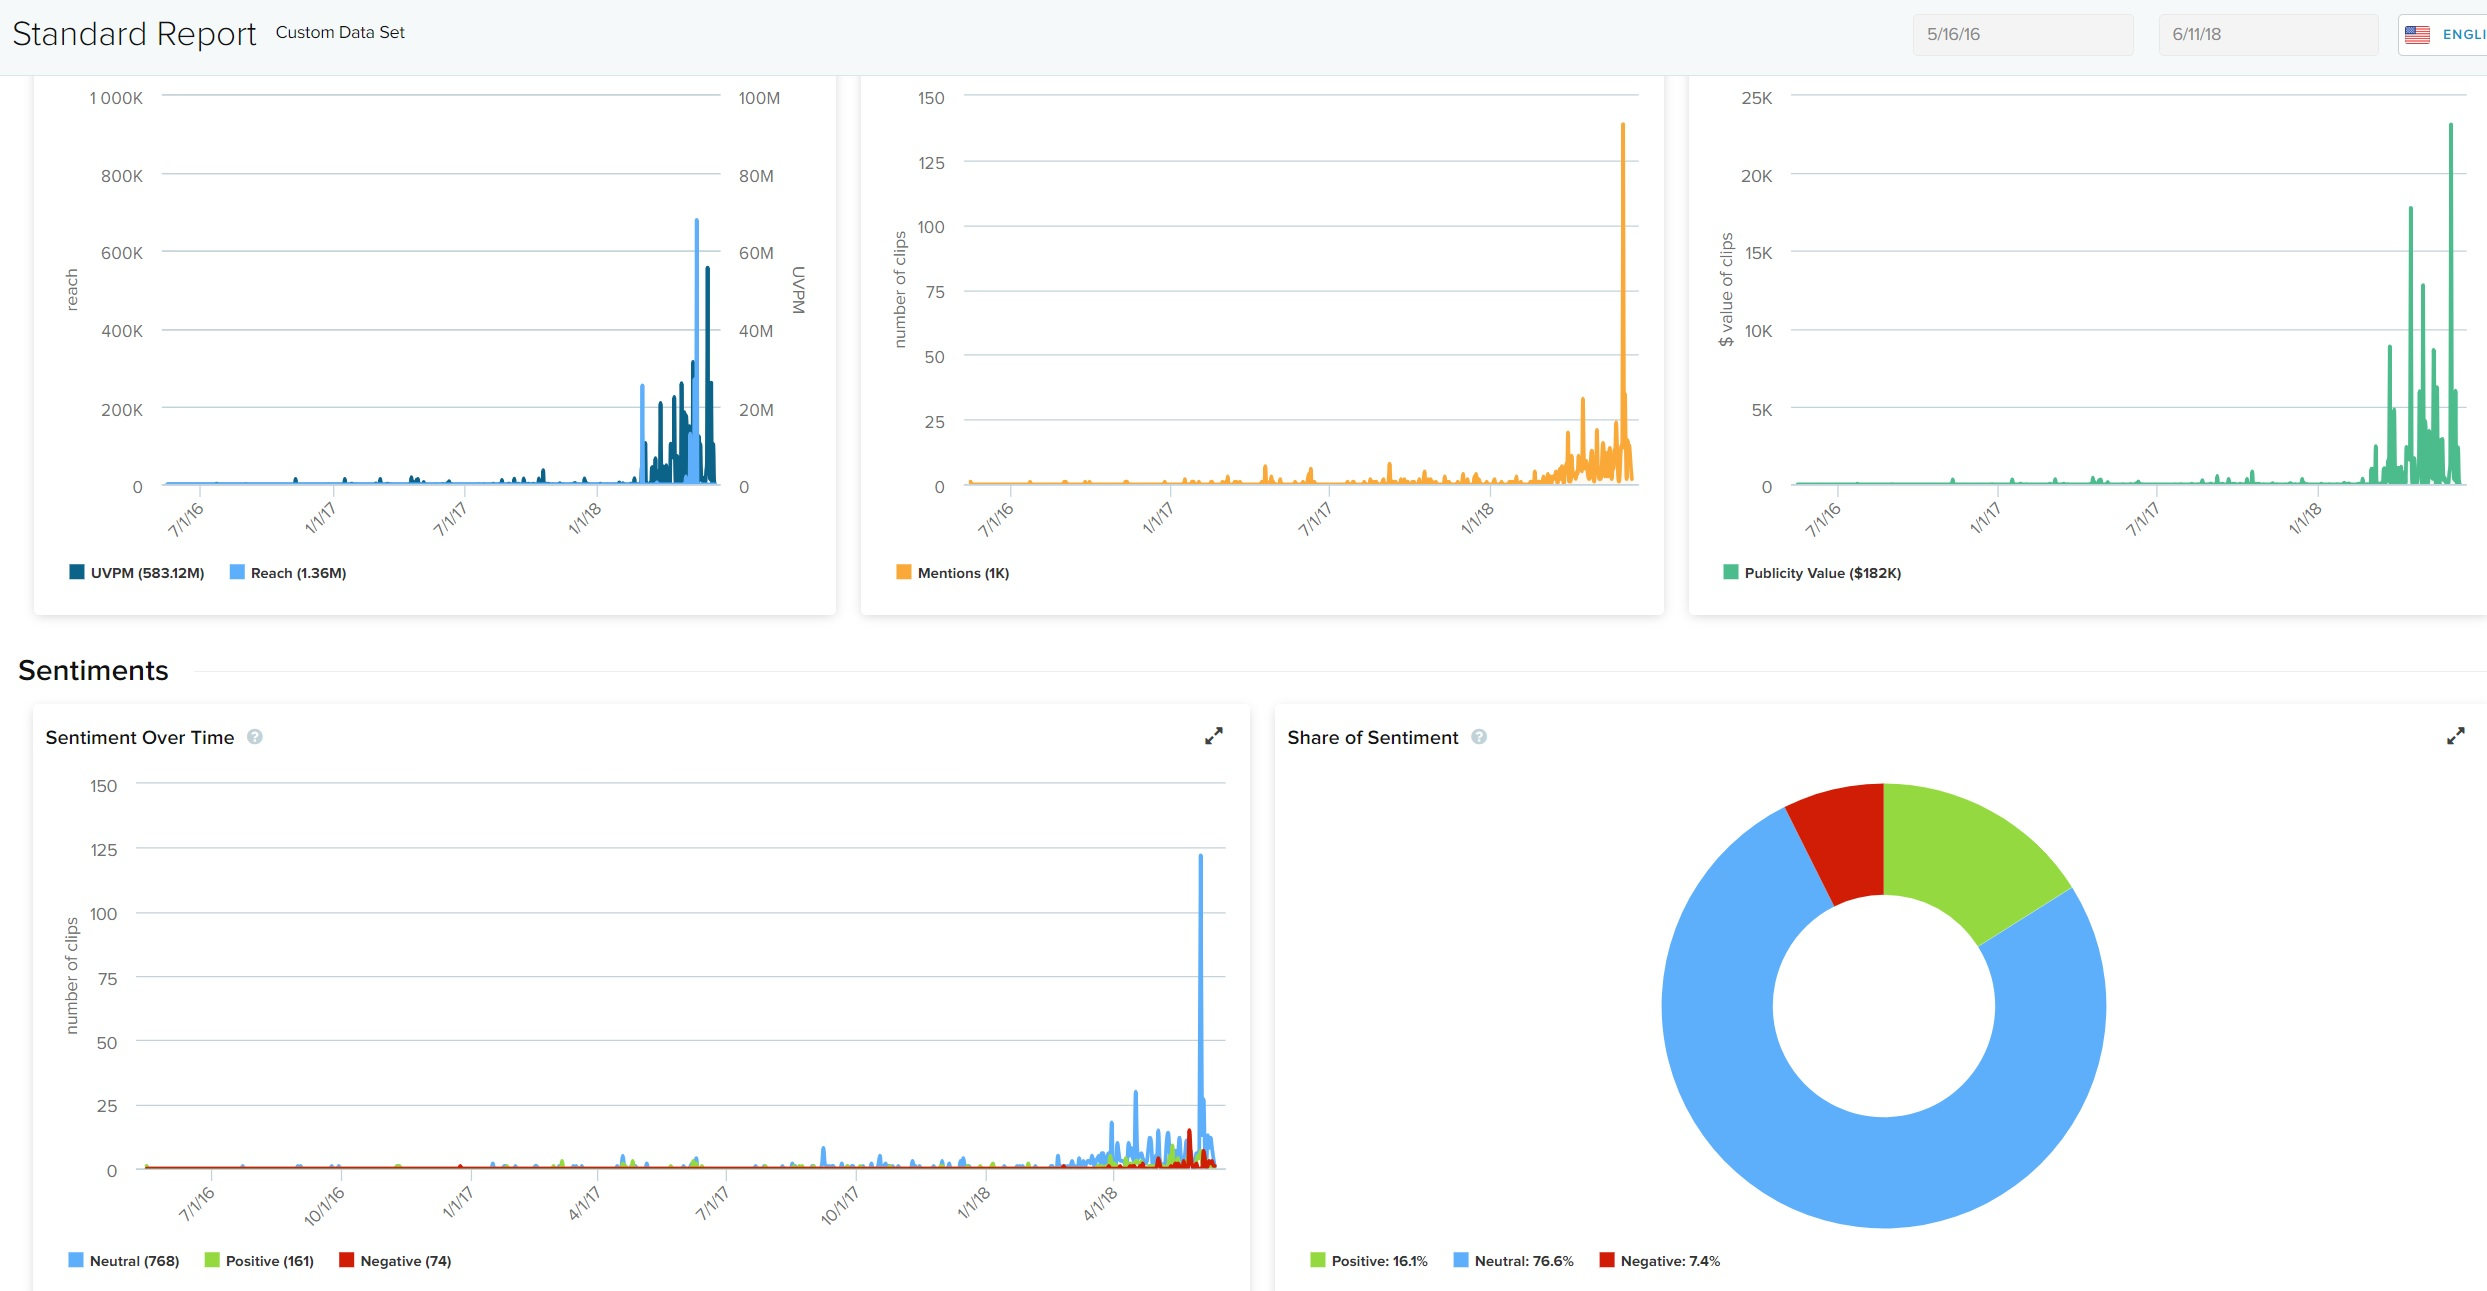 Standard Report Custom Data Set 5/16/16 6/11/18 ENGLI
1 000K
800K
600K
400K
200K
0
reach
100M
80M
60M
40M
20M
0
UVPM
7/1/16 1/1/17 7/1/17 1/1/18
UVPM (583.12M) Reach (1.36M)
150
125
100
75
50
25
0
number of clips
7/1/16 1/1/17 7/1/17 1/1/18
Mentions (1K)
25K
20K
15K
10K
5K
0
$ value of clips
7/1/16 1/1/17 7/1/17 1/1/18
Publicity Value ($182K)
Sentiments
Sentiment Over Time ?
150
125
100
75
50
25
0
number of clips
7/1/16 10/1/16 1/1/17 4/1/17 7/1/17 10/1/17 1/1/18 4/1/18
Neutral (768) Positive (161) Negative (74)
Share of Sentiment ?
Positive: 16.1% Neutral: 76.6% Negative: 7.4%